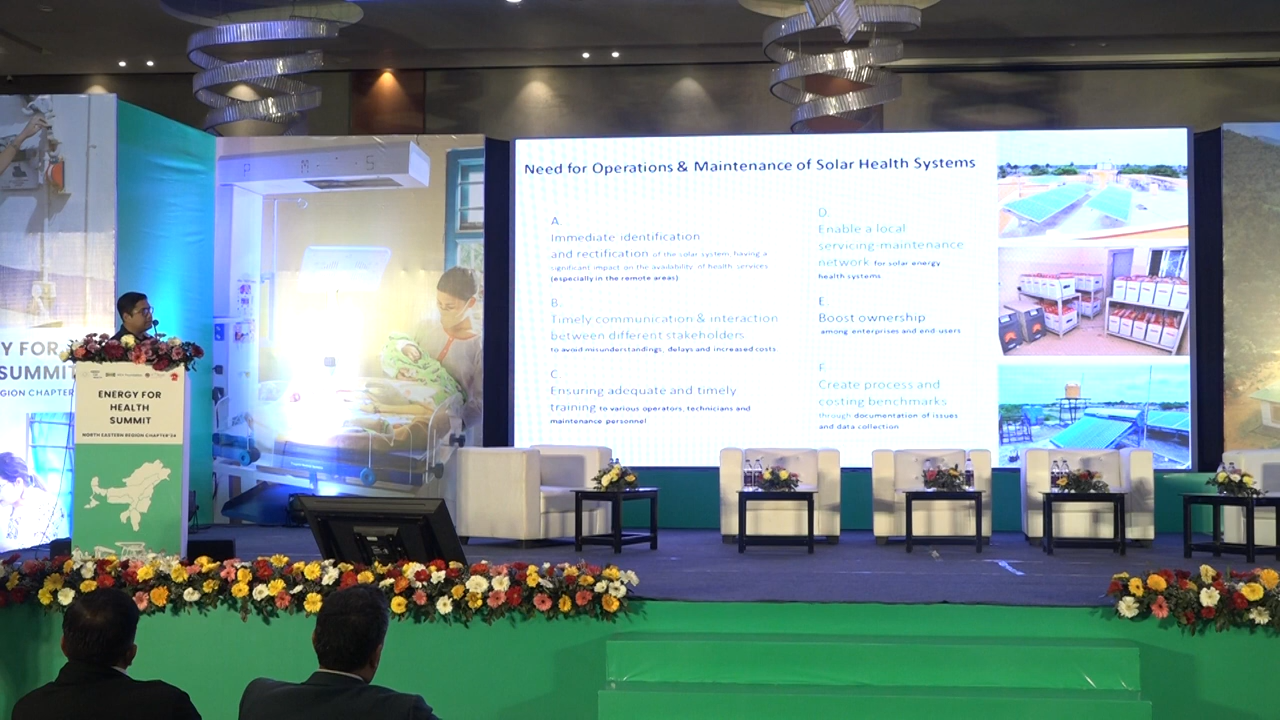 Need for Operations & Maintenance of Solar Health Systems
A.
Immediate identification
and rectification of the solar system having a
significant impact on the availability of health services
(especially in the remote areas)
B.
Timely communication & interaction
between different stakeholders
to avoid misunderstandings, delays and increased costs
C.
Ensuring adequate and timely
training to various operators, technicians and
maintenance personnel
D.
Enable a local
servicing-maintenance
network for solar energy
health systems
E.
Boost ownership
among enterprises and end users
F.
Create process and
costing benchmarks
through documentation of issues
and data collection
P M S
Y FOR
SUMMIT
GION CHAPTER
ENERGY FOR
HEALTH
SUMMIT
NORTH EASTERN REGION CHAPTER'24